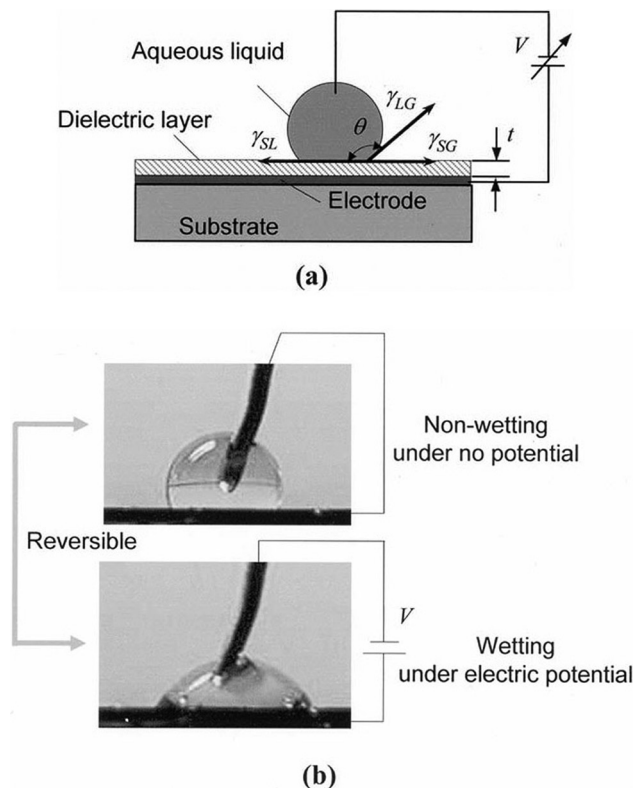 Aqueous liquid
V
γLG
Dielectric layer
γSL
θ
γSG
t
Electrode
Substrate
(a)
Non-wetting
under no potential
Reversible
V
Wetting
under electric potential
(b)